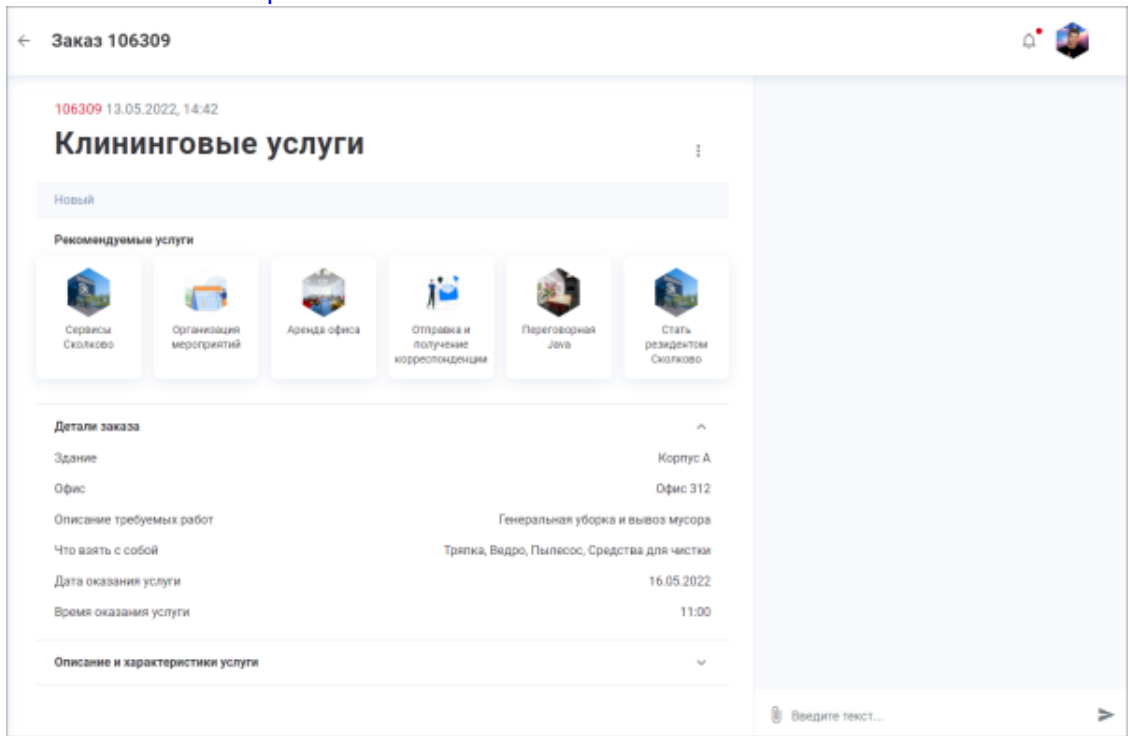 Заказ 106309
106309 13.05.2022, 14:42
Клининговые услуги
Новый
Рекомендуемые услуги
Сервисы
Сколково
Организация
мероприятий
Аренда офиса
Отправка и
получение
корреспонденции
Переговорная
Java
Стать
резидентом
Сколково
Детали заказа
Здание Корпус А
Офис Офис 312
Описание требуемых работ Генеральная уборка и вывоз мусора
Что взять с собой Тряпка, Ведро, Пылесос, Средства для чистки
Дата оказания услуги 16.05.2022
Время оказания услуги 11:00
Описание и характеристики услуги
Введите текст...